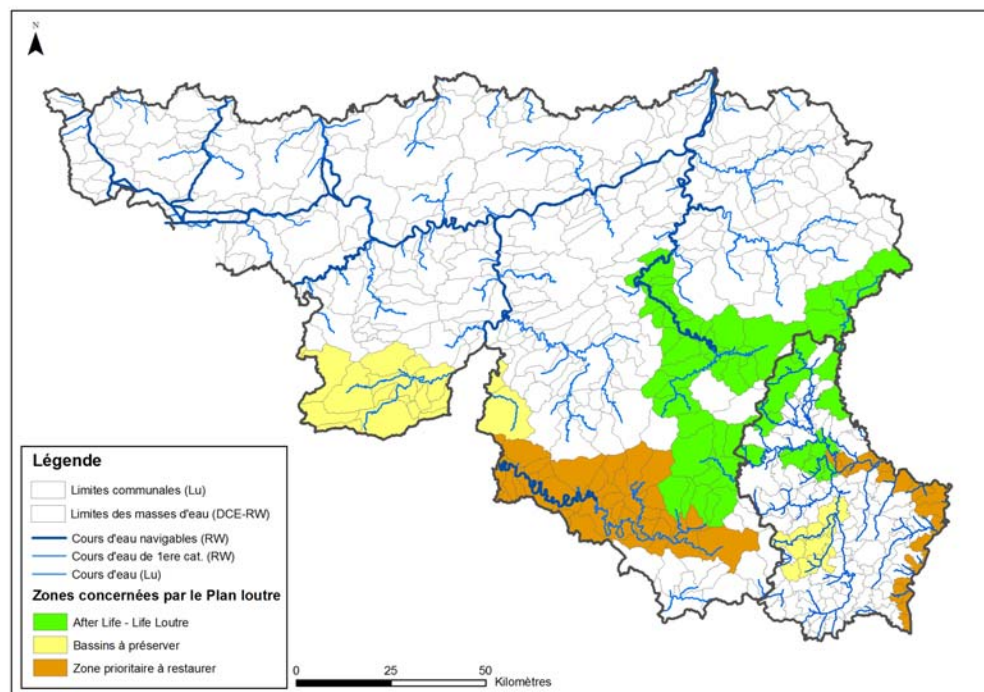 N
Légende
Limites communales (Lu)
Limites des masses d'eau (DCE-RW)
Cours d'eau navigables (RW)
Cours d'eau de 1ere cat. (RW)
Cours d'eau (Lu)
Zones concernées par le Plan loutre
After Life - Life Loutre
Bassins à préserver
Zone prioritaire à restaurer
0 25 50
Kilomètres